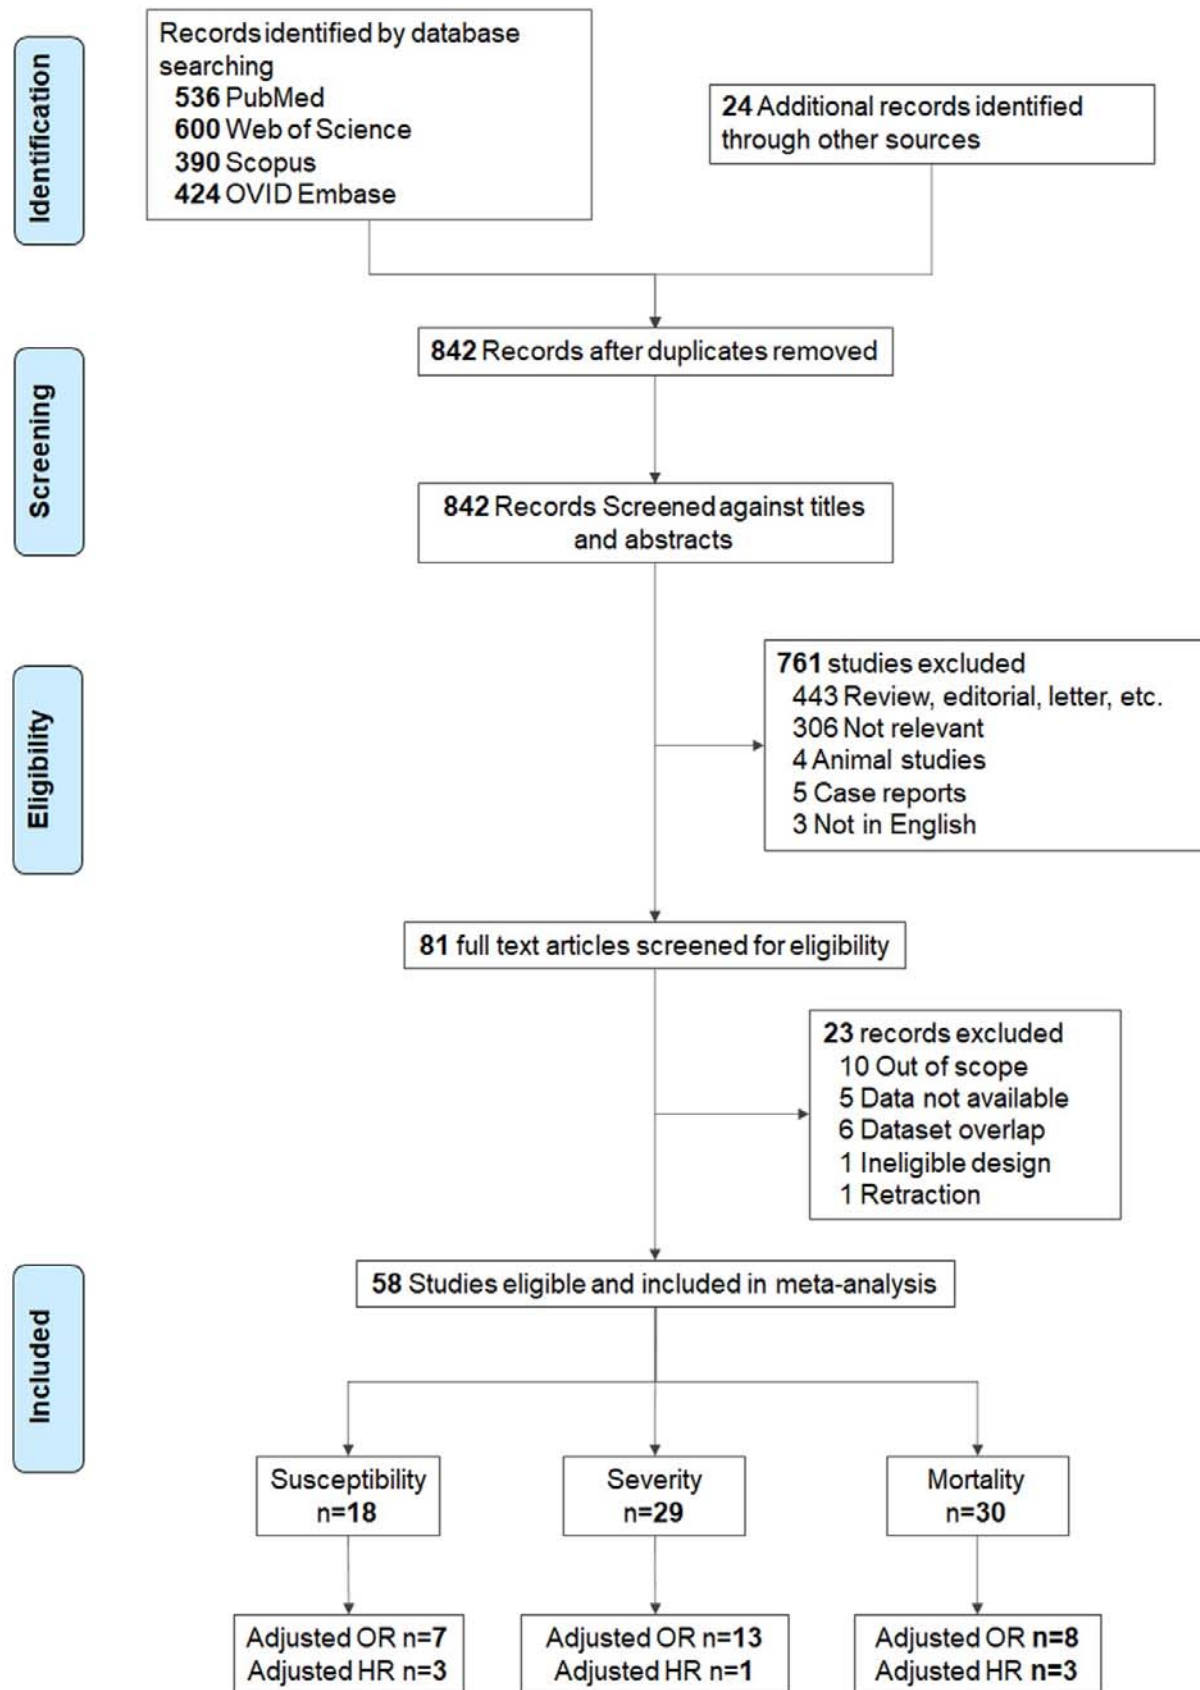 Identification
Records identified by database
searching
536 PubMed
600 Web of Science
390 Scopus
424 OVID Embase
24 Additional records identified
through other sources
842 Records after duplicates removed
Screening
842 Records Screened against titles
and abstracts
Eligibility
761 studies excluded
443 Review, editorial, letter, etc.
306 Not relevant
4 Animal studies
5 Case reports
3 Not in English
81 full text articles screened for eligibility
23 records excluded
10 Out of scope
5 Data not available
6 Dataset overlap
1 Ineligible design
1 Retraction
Included
58 Studies eligible and included in meta-analysis
Susceptibility
n=18
Severity
n=29
Mortality
n=30
Adjusted OR n=7
Adjusted HR n=3
Adjusted OR n=13
Adjusted HR n=1
Adjusted OR n=8
Adjusted HR n=3